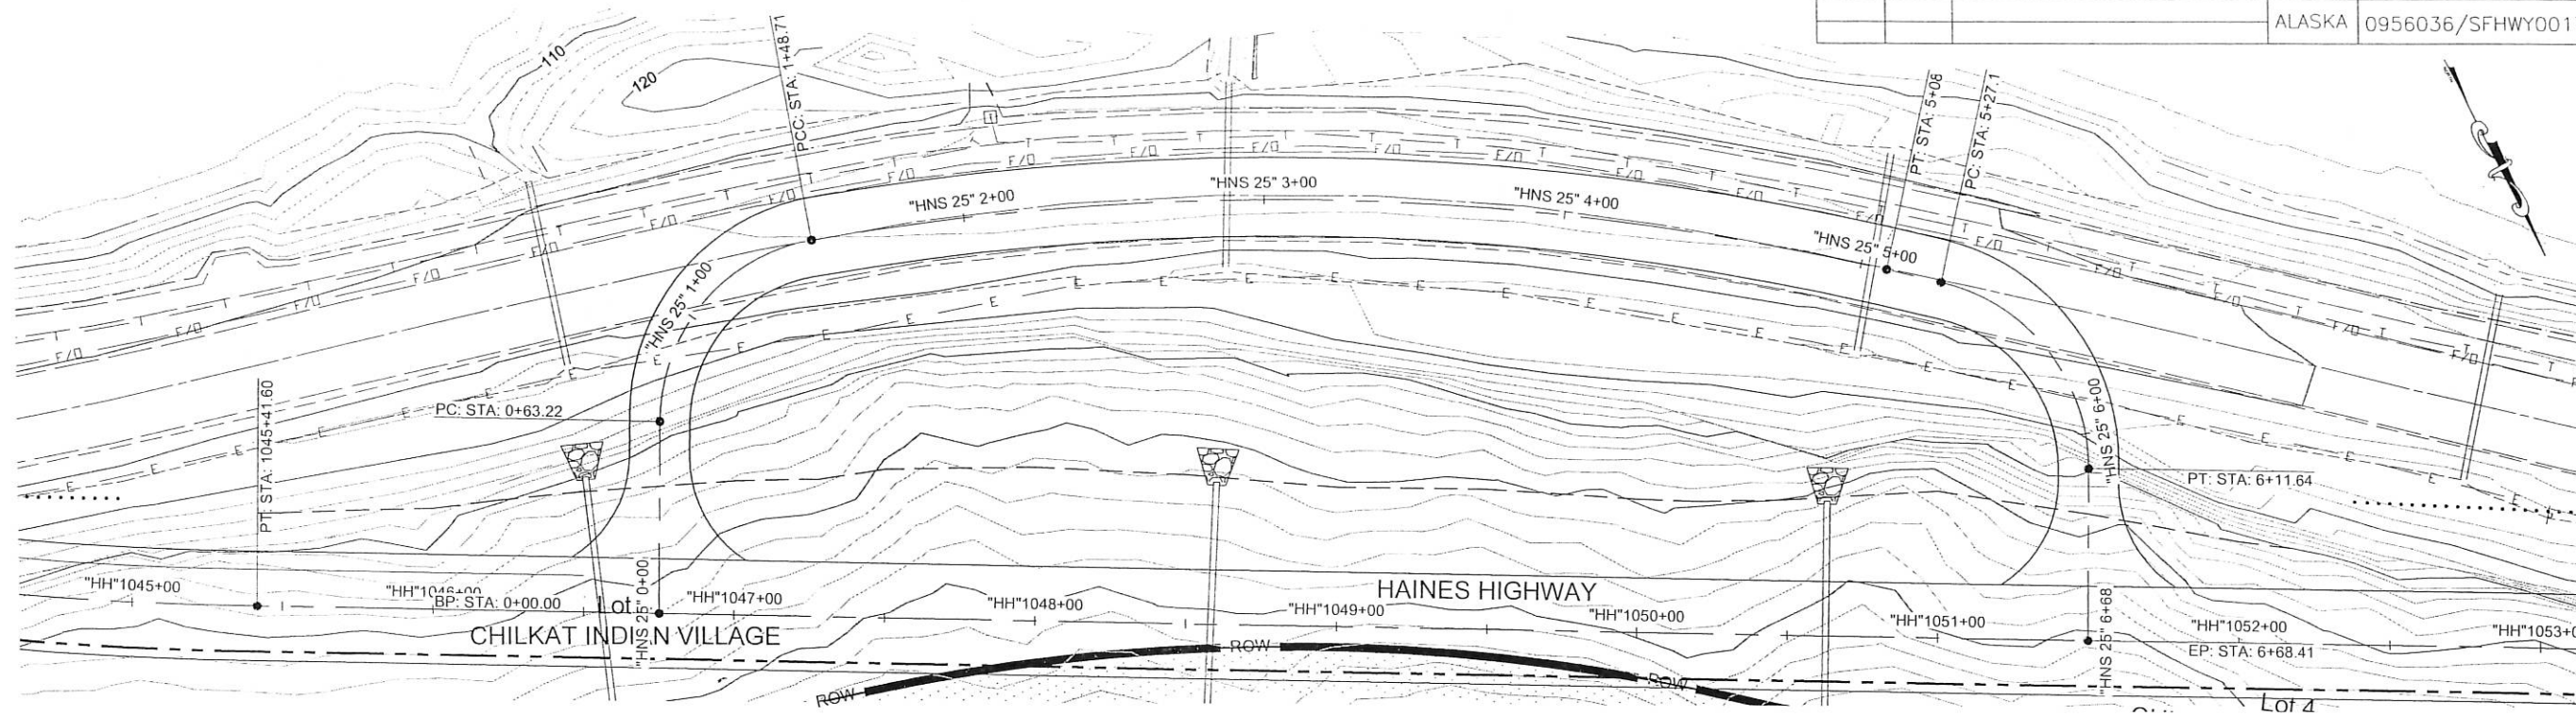 ALASKA 0956036/SFHWY001
110
120
PCC: STA: 1+48.71
PT: STA: 5+08
PC: STA: 5+27.1
"HNS 25" 2+00
"HNS 25" 3+00
"HNS 25" 4+00
"HNS 25" 5+00
"HNS 25" 1+00
PT: STA: 1045+41.60
PC: STA: 0+63.22
"HNS 25" 6+00
PT: STA: 6+11.64
"HH"1045+00
"HH"1046+00
BP: STA: 0+00.00
Lot
"HNS 25" 0+00
"HH"1047+00
"HH"1048+00
HAINES HIGHWAY
"HH"1049+00
"HH"1050+00
"HH"1051+00
"HNS 25" 6+68
"HH"1052+00
"HH"1053+0
EP: STA: 6+68.41
CHILKAT INDIAN VILLAGE
ROW
ROW
ROW
Lot 4